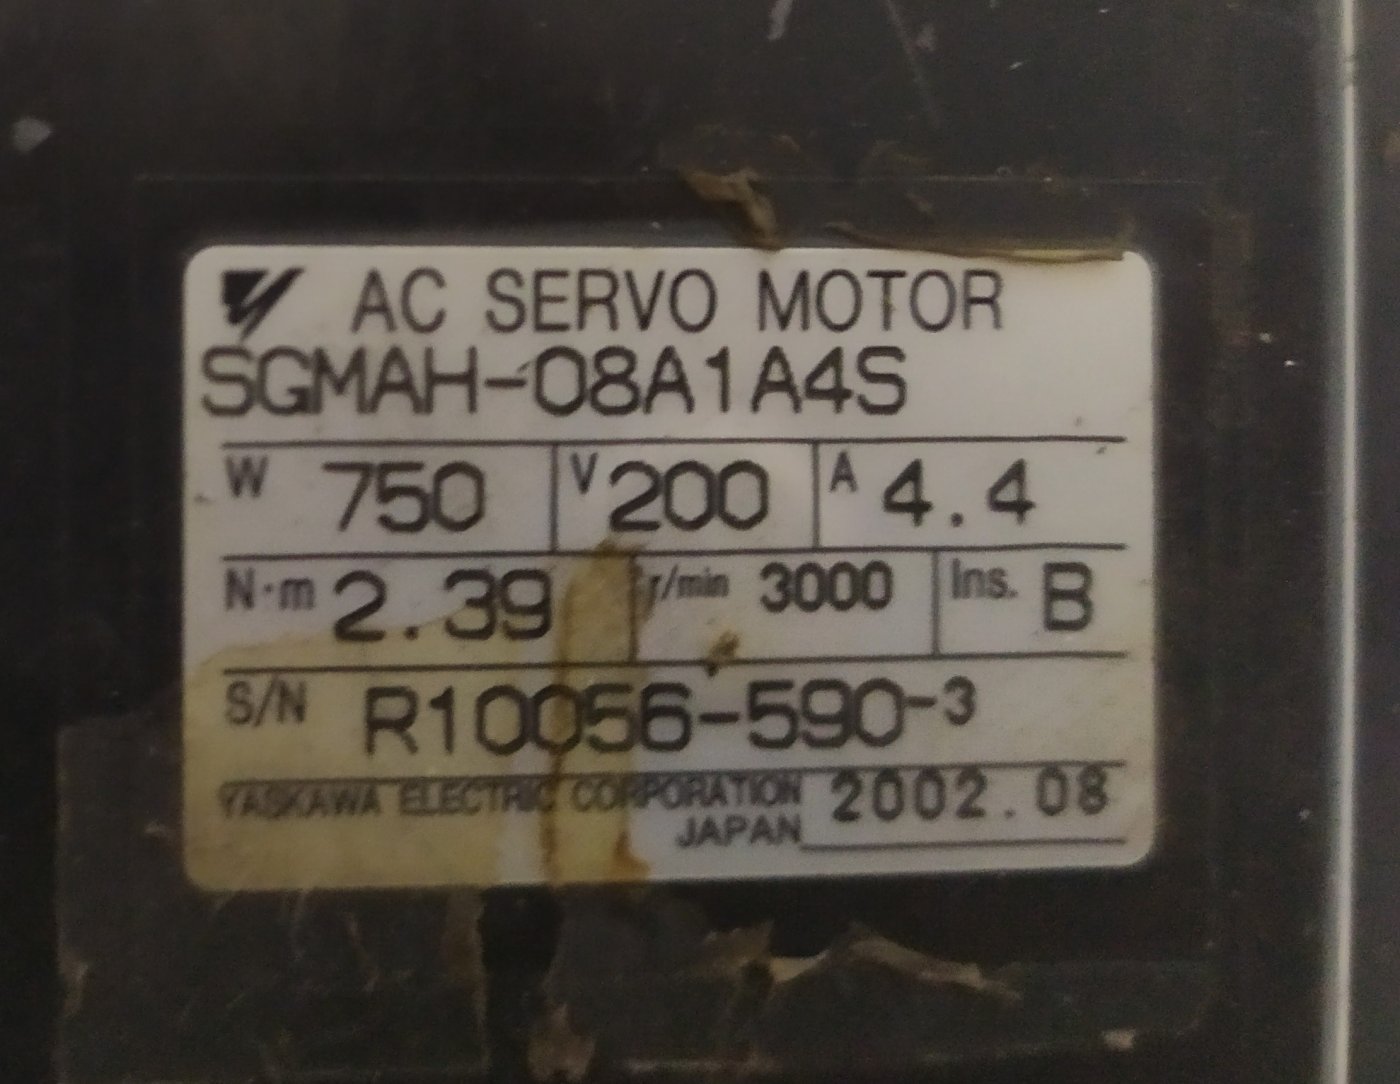 AC SERVO MOTOR
SGMAH-08A1A4S
W 750 V 200 A 4.4
N·m 2.39 r/min 3000 Ins. B
S/N R10056-590-3
YASKAWA ELECTRIC CORPORATION 2002.08
JAPAN